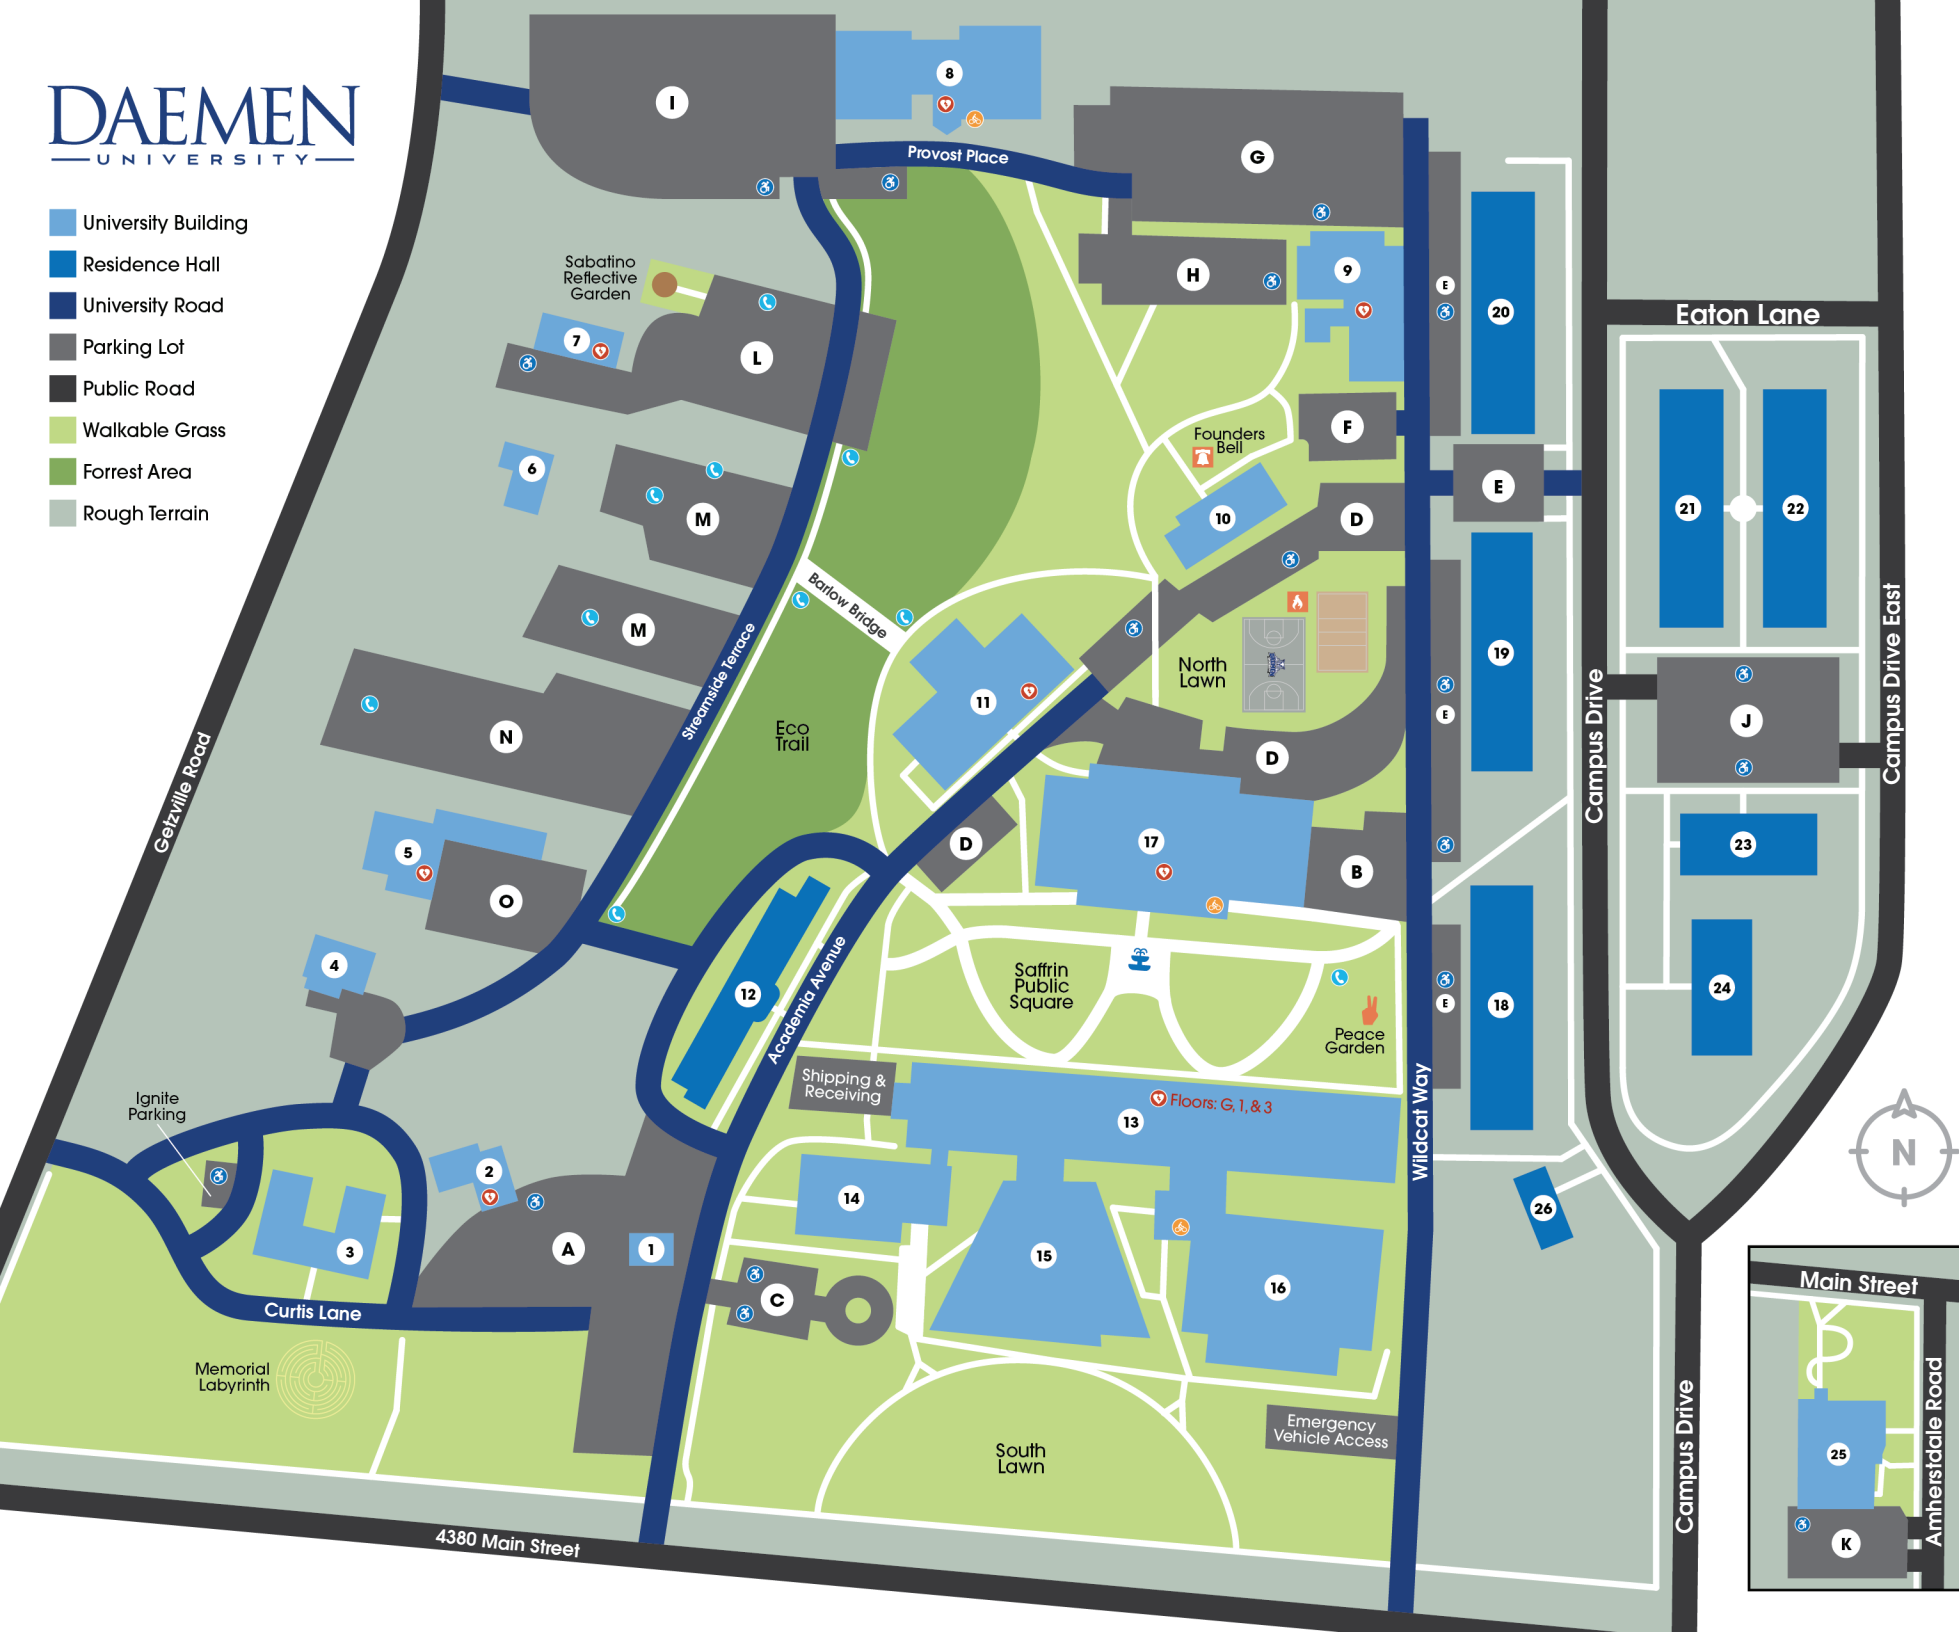 DAEMEN
UNIVERSITY
University Building
Residence Hall
University Road
Parking Lot
Public Road
Walkable Grass
Forrest Area
Rough Terrain
I
8
Provost Place
G
Sabatino
Reflective
Garden
H
9
E
20
7
L
Eaton Lane
F
Founders
Bell
6
M
10
D
E
21
22
Barlow Bridge
M
Streamside Terrace
North
Lawn
19
11
N
Eco
Trail
D
E
Campus Drive
J
Campus Drive East
Getzville Road
5
O
D
17
B
23
4
12
Academia Avenue
Saffrin
Public
Square
Peace
Garden
E
18
24
Shipping &
Receiving
Floors: G, 1, & 3
13
Wildcat Way
Ignite
Parking
N
2
14
26
3
A
1
15
16
C
Curtis Lane
Memorial
Labyrinth
Main Street
Emergency
Vehicle Access
South
Lawn
Campus Drive
25
Amherstdale Road
K
4380 Main Street